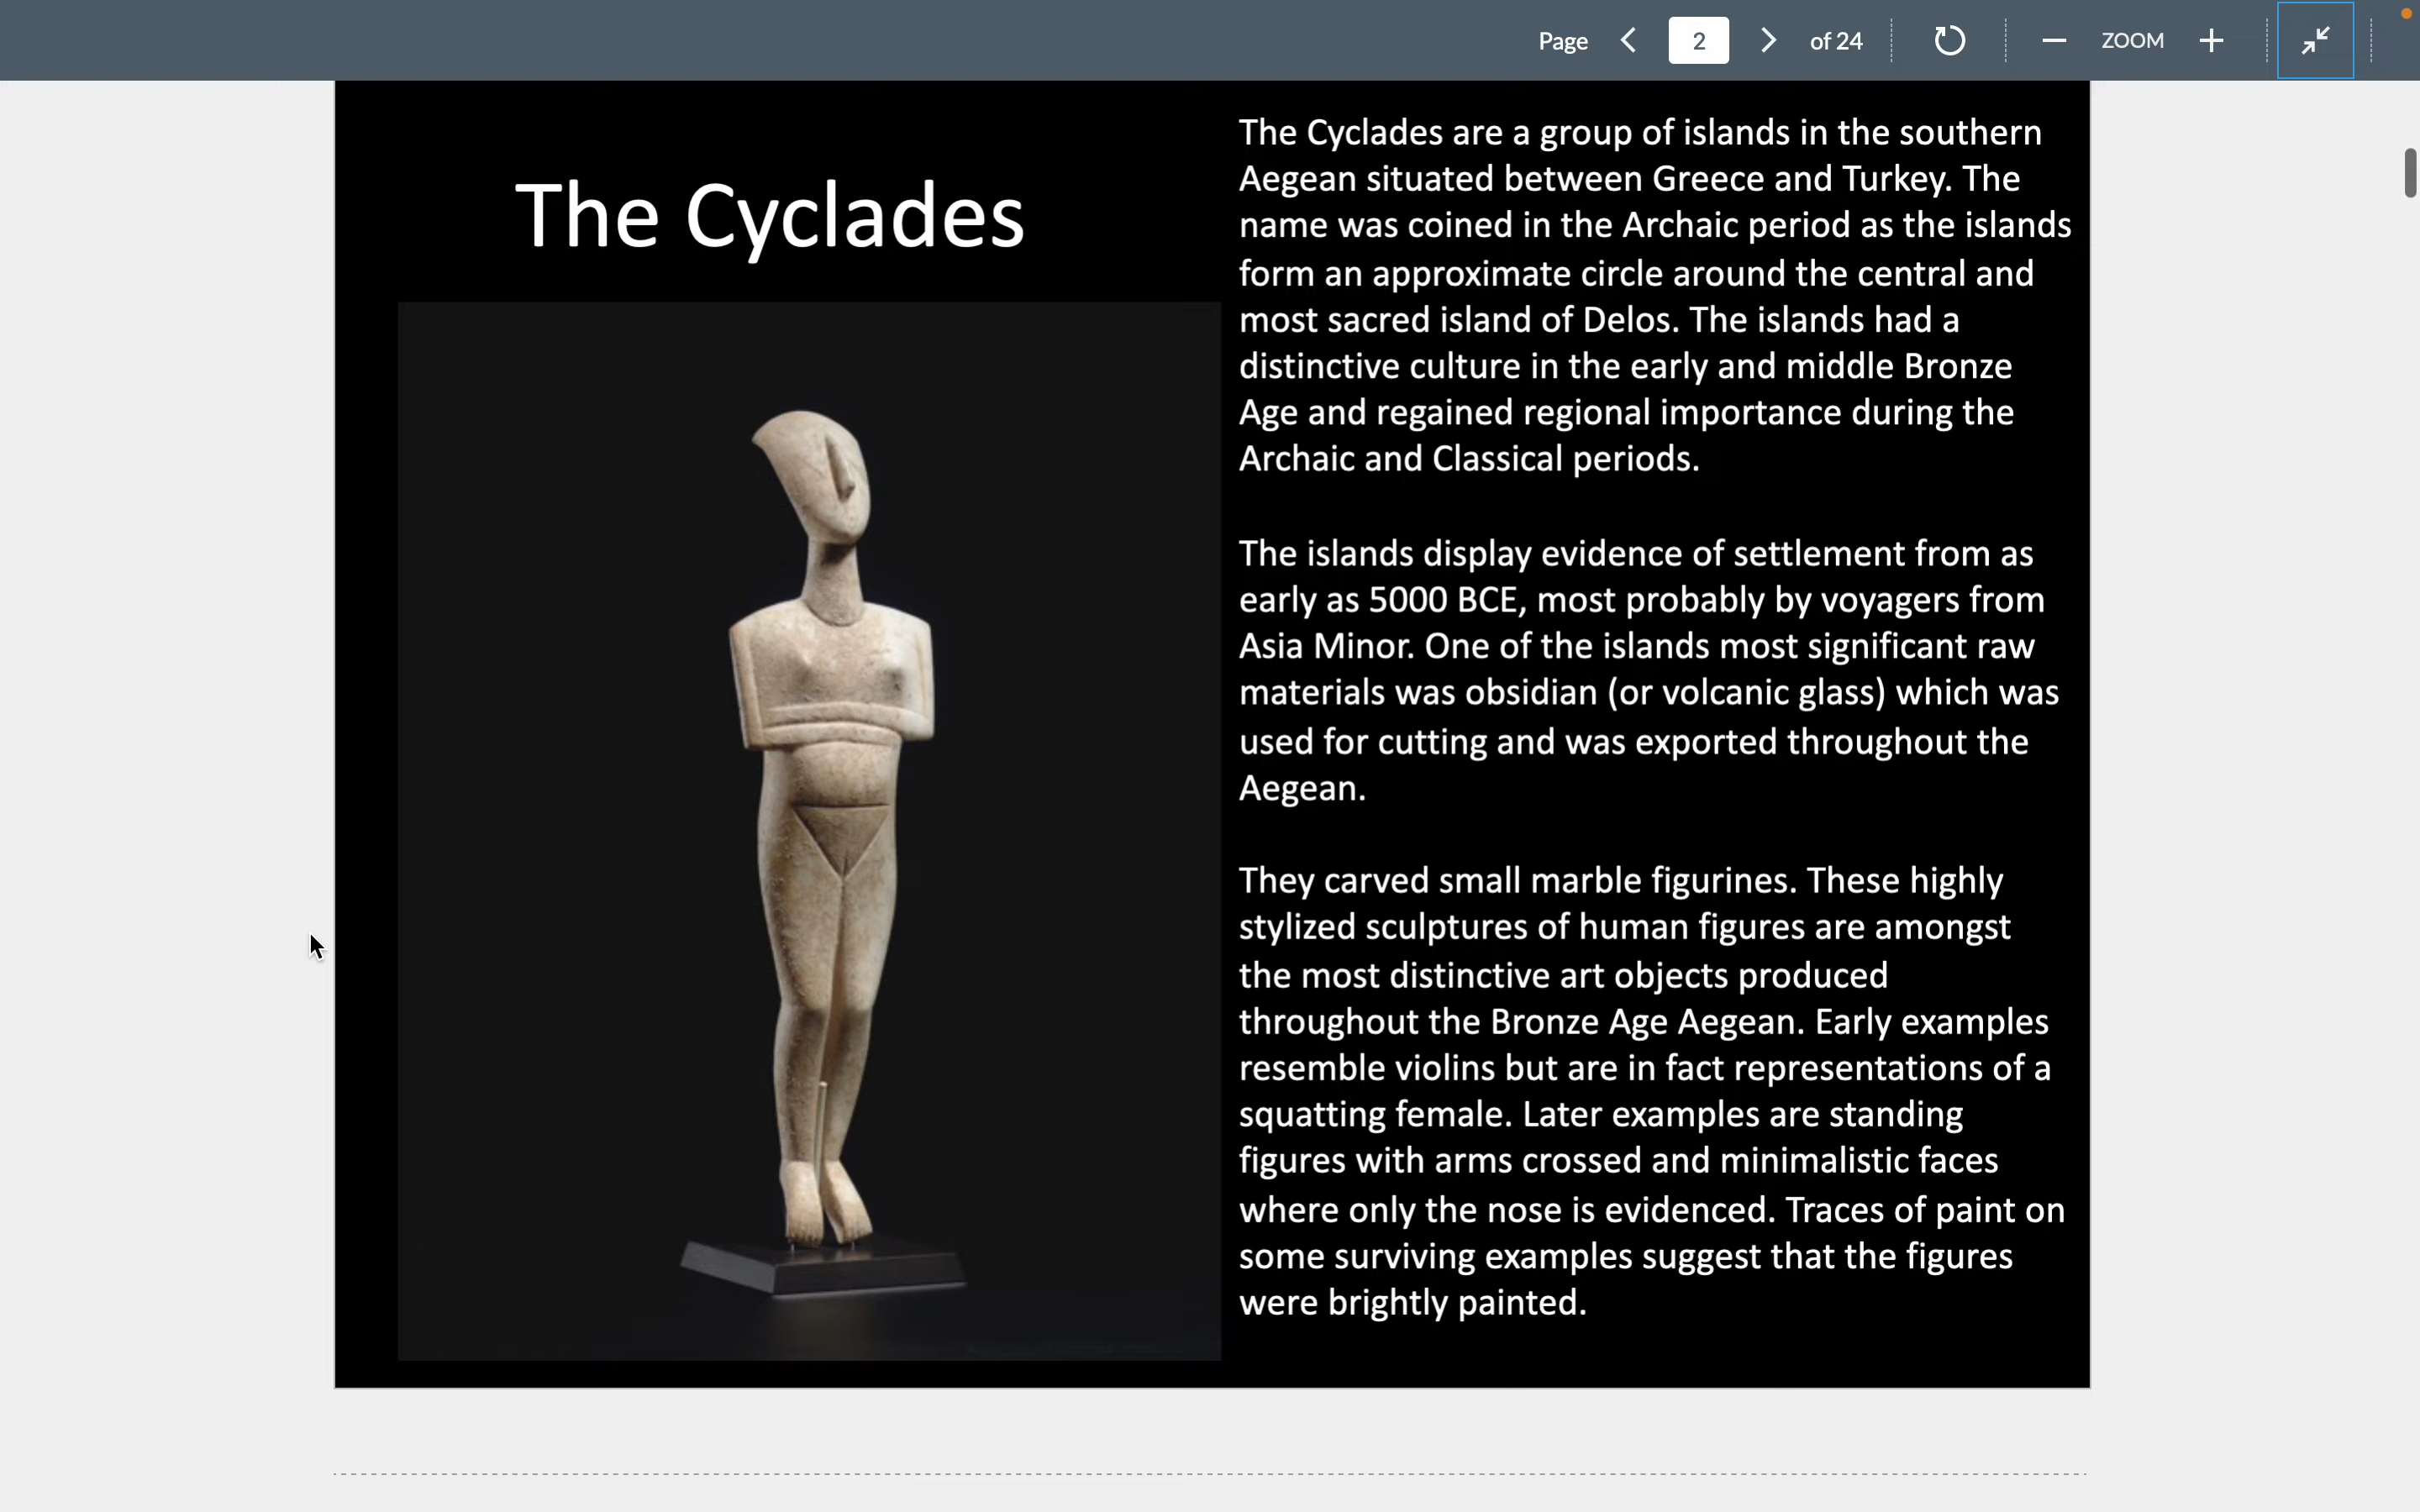 Page 2 of 24 ZOOM
The Cyclades
The Cyclades are a group of islands in the southern
Aegean situated between Greece and Turkey. The
name was coined in the Archaic period as the islands
form an approximate circle around the central and
most sacred island of Delos. The islands had a
distinctive culture in the early and middle Bronze
Age and regained regional importance during the
Archaic and Classical periods.
The islands display evidence of settlement from as
early as 5000 BCE, most probably by voyagers from
Asia Minor. One of the islands most significant raw
materials was obsidian (or volcanic glass) which was
used for cutting and was exported throughout the
Aegean.
They carved small marble figurines. These highly
stylized sculptures of human figures are amongst
the most distinctive art objects produced
throughout the Bronze Age Aegean. Early examples
resemble violins but are in fact representations of a
squatting female. Later examples are standing
figures with arms crossed and minimalistic faces
where only the nose is evidenced. Traces of paint on
some surviving examples suggest that the figures
were brightly painted.